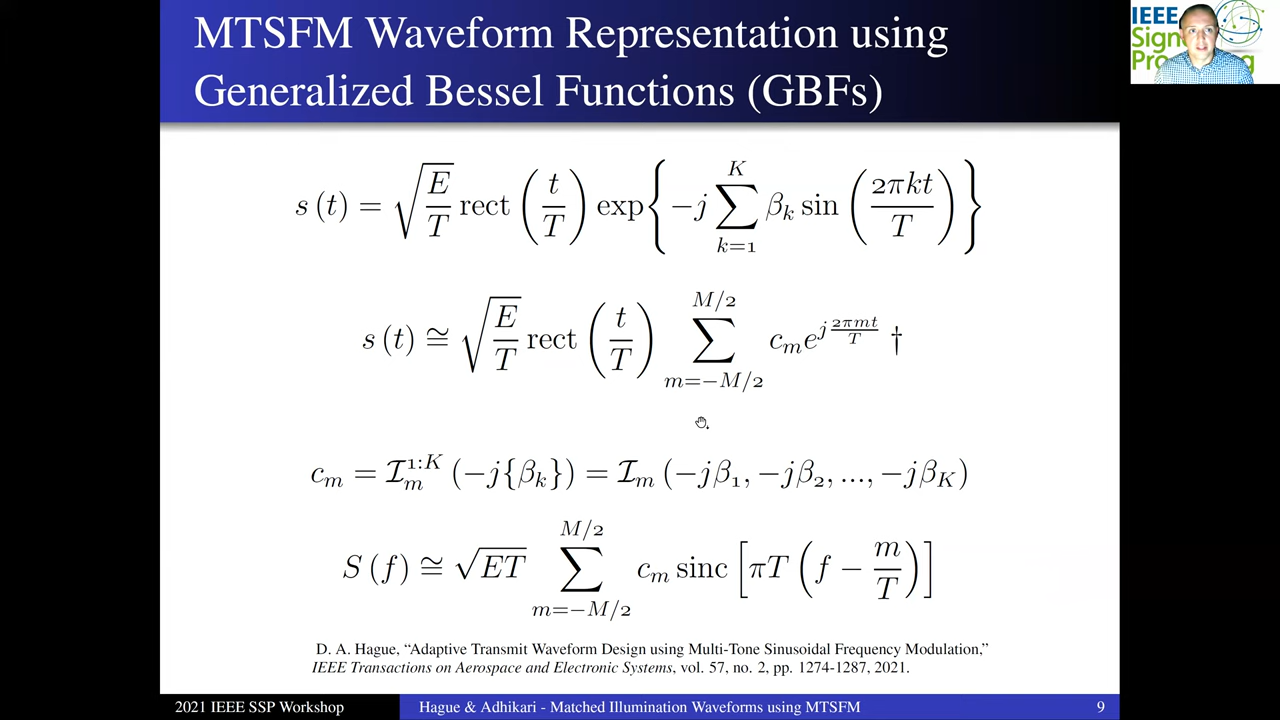 MTSFM Waveform Representation using
Generalized Bessel Functions (GBFs)
IEEE
Sign
Pro g
s (t) = √(E/T) rect (t/T) exp{−j ∑_{k=1}^{K} β_k sin (2πkt/T)}
s (t) ≅ √(E/T) rect (t/T) ∑_{m=−M/2}^{M/2} c_m e^{j 2πmt/T} †
c_m = ℐ_m^{1:K} (−j{β_k}) = ℐ_m (−jβ_1, −jβ_2, ..., −jβ_K)
S (f) ≅ √ET ∑_{m=−M/2}^{M/2} c_m sinc [πT (f − m/T)]
D. A. Hague, “Adaptive Transmit Waveform Design using Multi-Tone Sinusoidal Frequency Modulation,”
IEEE Transactions on Aerospace and Electronic Systems, vol. 57, no. 2, pp. 1274-1287, 2021.
2021 IEEE SSP Workshop
Hague & Adhikari - Matched Illumination Waveforms using MTSFM
9